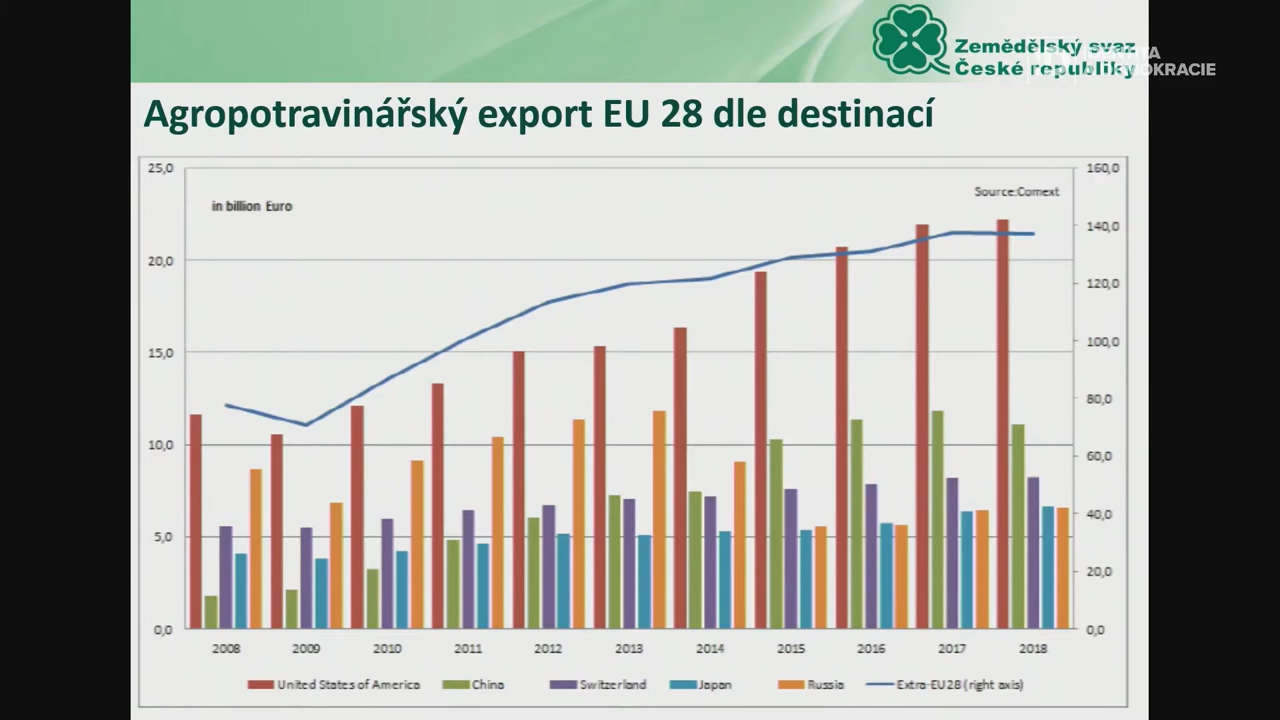 Zemědělský svaz
České republiky
Agropotravinářský export EU 28 dle destinací
25,0
20,0
15,0
10,0
5,0
0,0
in billion Euro
Source:Comext
160,0
140,0
120,0
100,0
80,0
60,0
40,0
20,0
0,0
2008 2009 2010 2011 2012 2013 2014 2015 2016 2017 2018
United States of America China Switzerland Japan Russia Extra-EU28 (right axis)